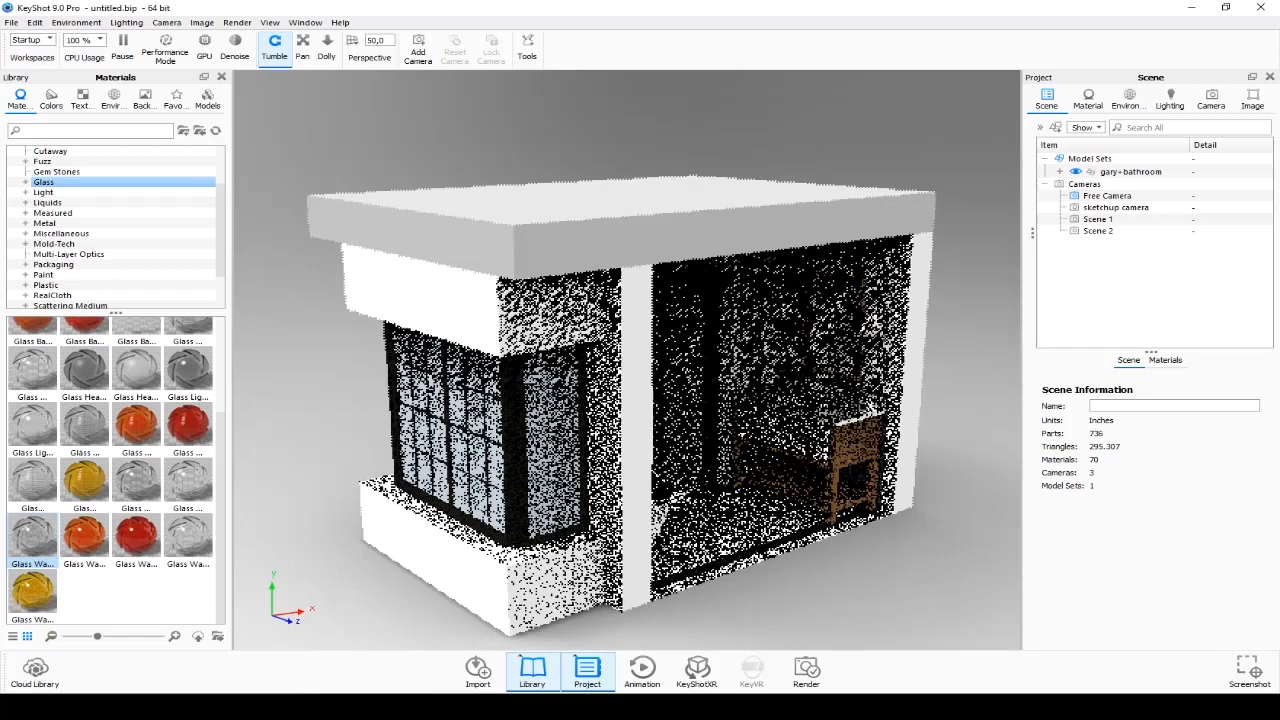 KeyShot 9.0 Pro - untitled.bip - 64 bit
File Edit Environment Lighting Camera Image Render View Window Help
Startup 100 % 50,0
Workspaces CPU Usage Pause Performance Mode GPU Denoise Tumble Pan Dolly Perspective Add Camera Reset Camera Lock Camera Tools
Library Materials
Mate... Colors Text... Envir... Back... Favo... Models
Cutaway
Fuzz
Gem Stones
Glass
Light
Liquids
Measured
Metal
Miscellaneous
Mold-Tech
Multi-Layer Optics
Packaging
Paint
Plastic
RealCloth
Scattering Medium
Glass Ba... Glass Ba... Glass Ba... Glass ...
Glass ... Glass Hea... Glass Hea... Glass Lig...
Glass Lig... Glass ... Glass ... Glass ...
Glas... Glass ... Glass ... Glass ...
Glass Wa... Glass Wa... Glass Wa... Glass Wa...
Glass Wa...
y
x
z
Project Scene
Scene Material Environ... Lighting Camera Image
Show Search All
Item Detail
Model Sets -
gary+bathroom -
Cameras -
Free Camera -
sketchup camera -
Scene 1 -
Scene 2 -
Scene Materials
Scene Information
Name:
Units: Inches
Parts: 736
Triangles: 295.307
Materials: 70
Cameras: 3
Model Sets: 1
Cloud Library Import Library Project Animation KeyShotXR KeyVR Render Screenshot